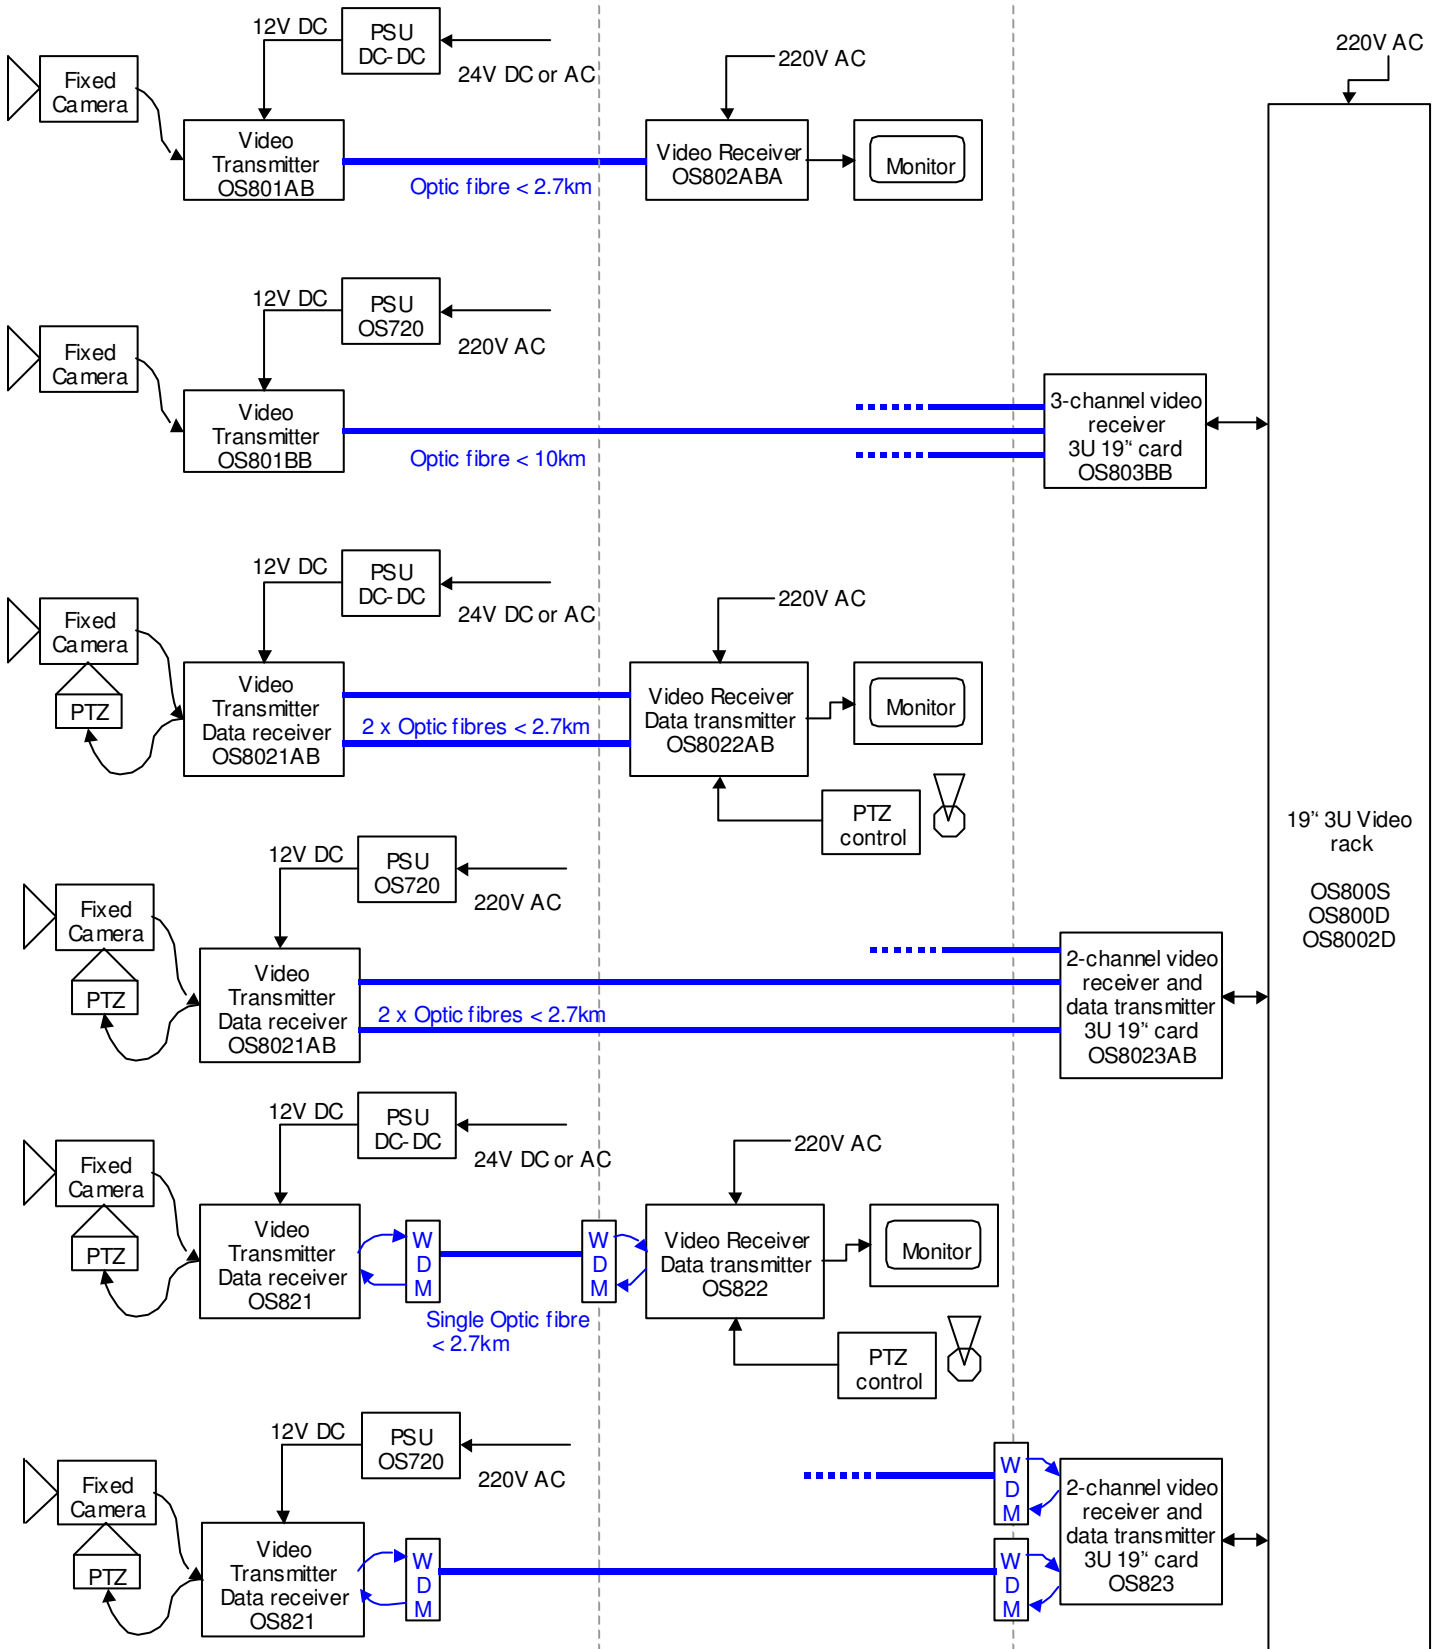 12V DC
PSU
DC-DC
24V DC or AC
Fixed
Camera
Video
Transmitter
OS801AB
Optic fibre < 2.7km
220V AC
Video Receiver
OS802ABA
Monitor
220V AC
12V DC
PSU
OS720
220V AC
Fixed
Camera
Video
Transmitter
OS801BB
Optic fibre < 10km
3-channel video
receiver
3U 19" card
OS803BB
12V DC
PSU
DC-DC
24V DC or AC
Fixed
Camera
PTZ
Video
Transmitter
Data receiver
OS8021AB
2 x Optic fibres < 2.7km
220V AC
Video Receiver
Data transmitter
OS8022AB
Monitor
PTZ
control
19" 3U Video
rack
OS800S
OS800D
OS8002D
12V DC
PSU
OS720
220V AC
Fixed
Camera
PTZ
Video
Transmitter
Data receiver
OS8021AB
2 x Optic fibres < 2.7km
2-channel video
receiver and
data transmitter
3U 19" card
OS8023AB
12V DC
PSU
DC-DC
24V DC or AC
Fixed
Camera
PTZ
Video
Transmitter
Data receiver
OS821
W
D
M
Single Optic fibre
< 2.7km
W
D
M
220V AC
Video Receiver
Data transmitter
OS822
Monitor
PTZ
control
12V DC
PSU
OS720
220V AC
Fixed
Camera
PTZ
Video
Transmitter
Data receiver
OS821
W
D
M
W
D
M
W
D
M
2-channel video
receiver and
data transmitter
3U 19" card
OS823